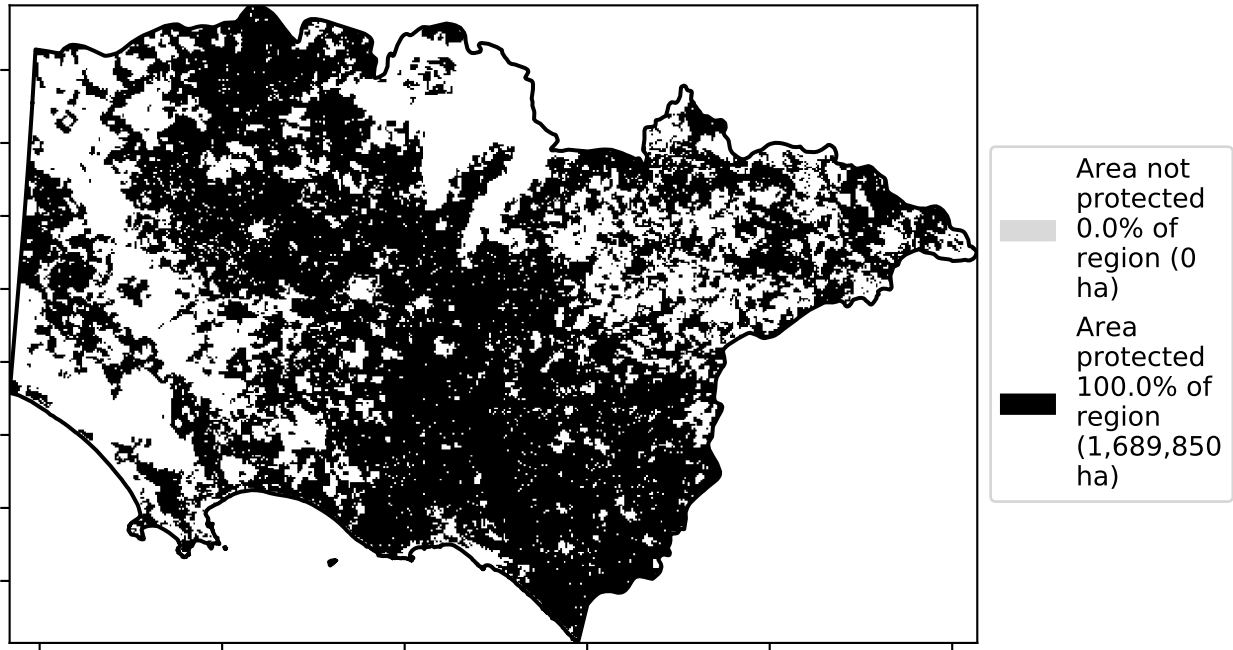 Area not
protected
0.0% of
region (0
ha)
Area
protected
100.0% of
region
(1,689,850
ha)